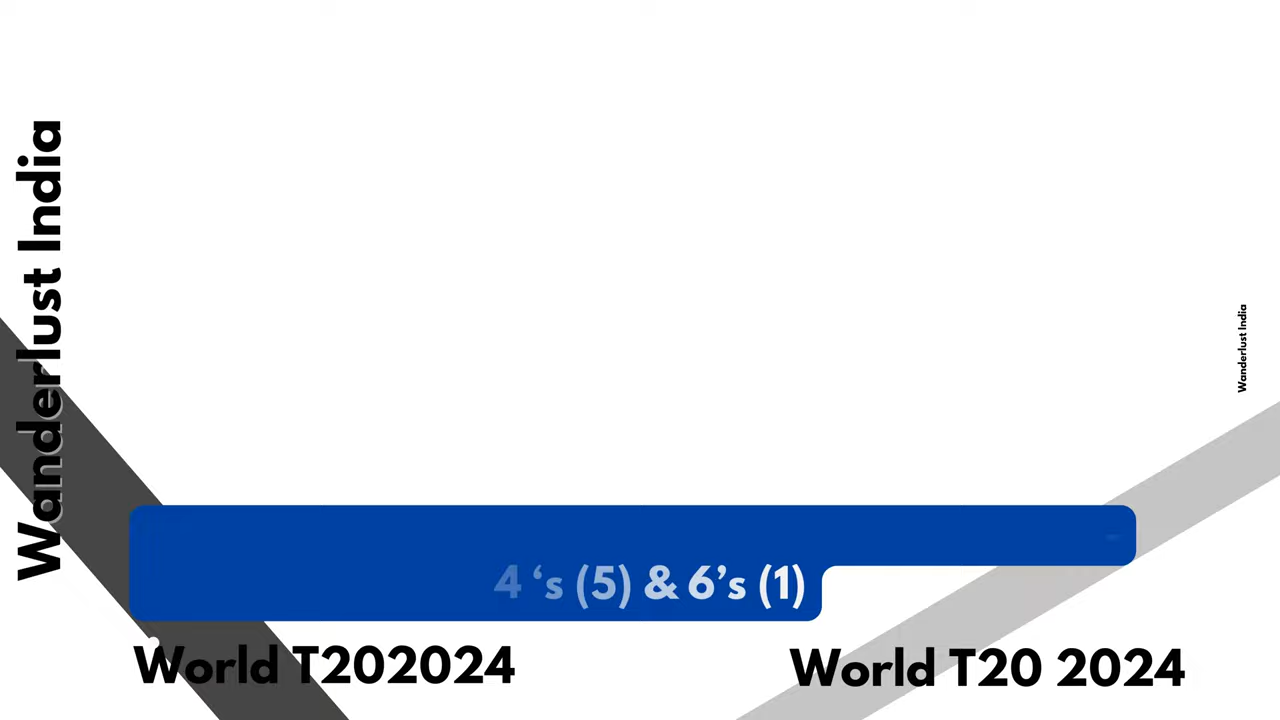 Wanderlust India
Wanderlust India
4 ‘s (5) & 6’s (1)
World T202024
World T20 2024